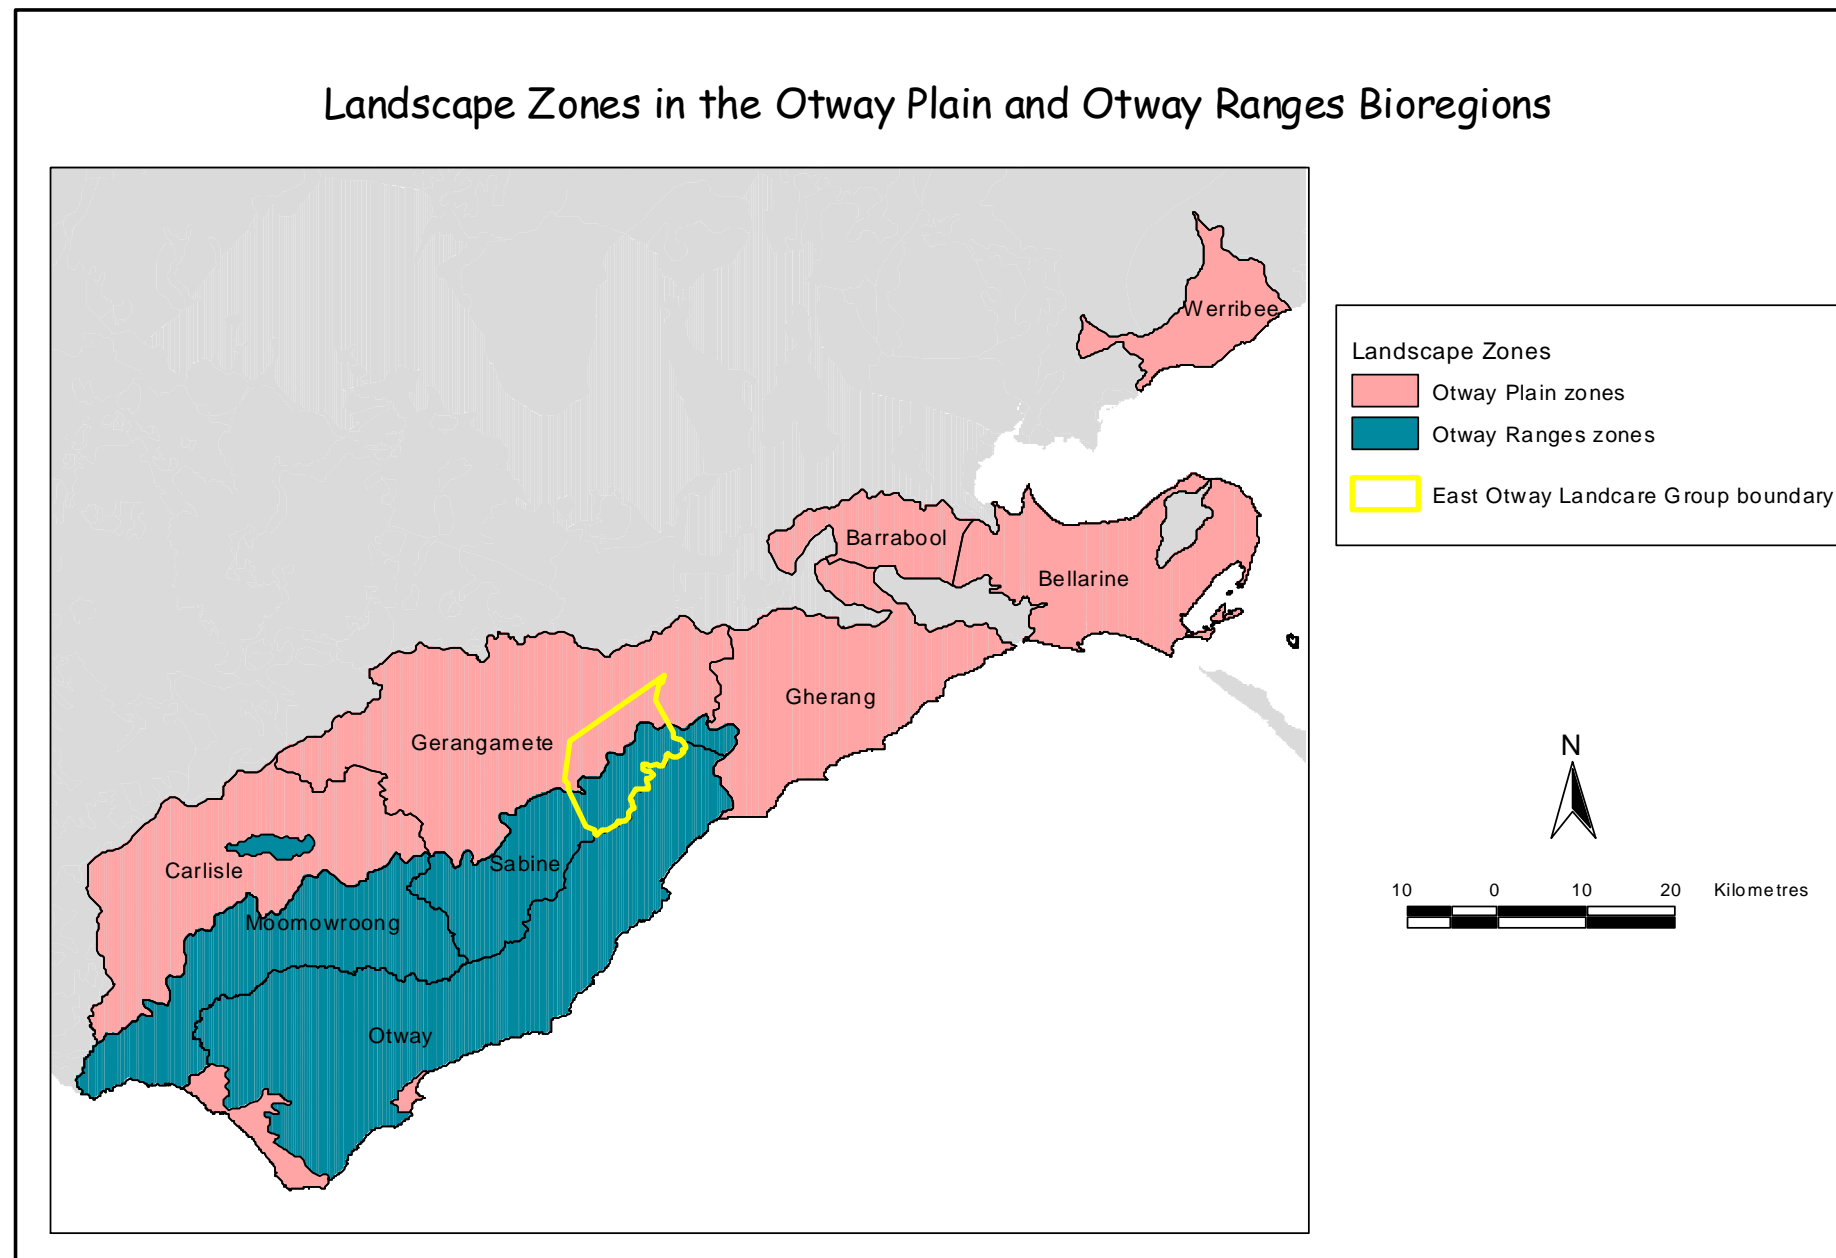 Landscape Zones in the Otway Plain and Otway Ranges Bioregions
Werribee
Landscape Zones
Otway Plain zones
Otway Ranges zones
East Otway Landcare Group boundary
Barrabool
Bellarine
Gherang
Gerangamete
Sabine
Carlisle
Moomowroong
Otway
N
10 0 10 20 Kilometres